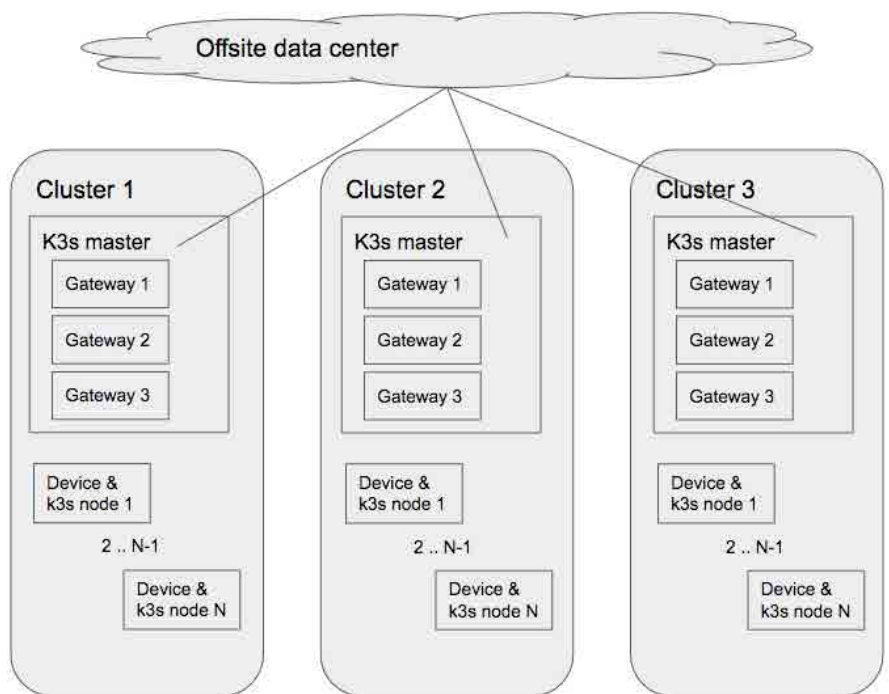 Offsite data center
Cluster 1
K3s master
Gateway 1
Gateway 2
Gateway 3
Device &
k3s node 1
2 .. N-1
Device &
k3s node N
Cluster 2
K3s master
Gateway 1
Gateway 2
Gateway 3
Device &
k3s node 1
2 .. N-1
Device &
k3s node N
Cluster 3
K3s master
Gateway 1
Gateway 2
Gateway 3
Device &
k3s node 1
2 .. N-1
Device &
k3s node N